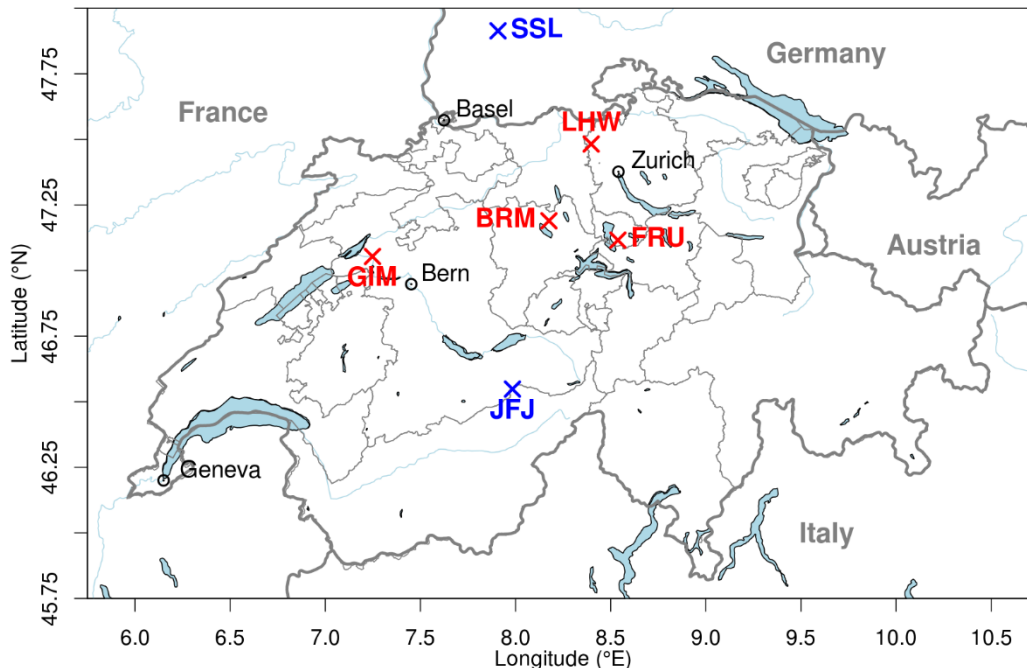 SSL
Germany
47.75
France
Basel
LHW
Zurich
47.25
BRM
FRU
Austria
GfM
Bern
Latitude (°N)
46.75
JFJ
46.25
Geneva
Italy
45.75
6.0 6.5 7.0 7.5 8.0 8.5 9.0 9.5 10.0 10.5
Longitude (°E)